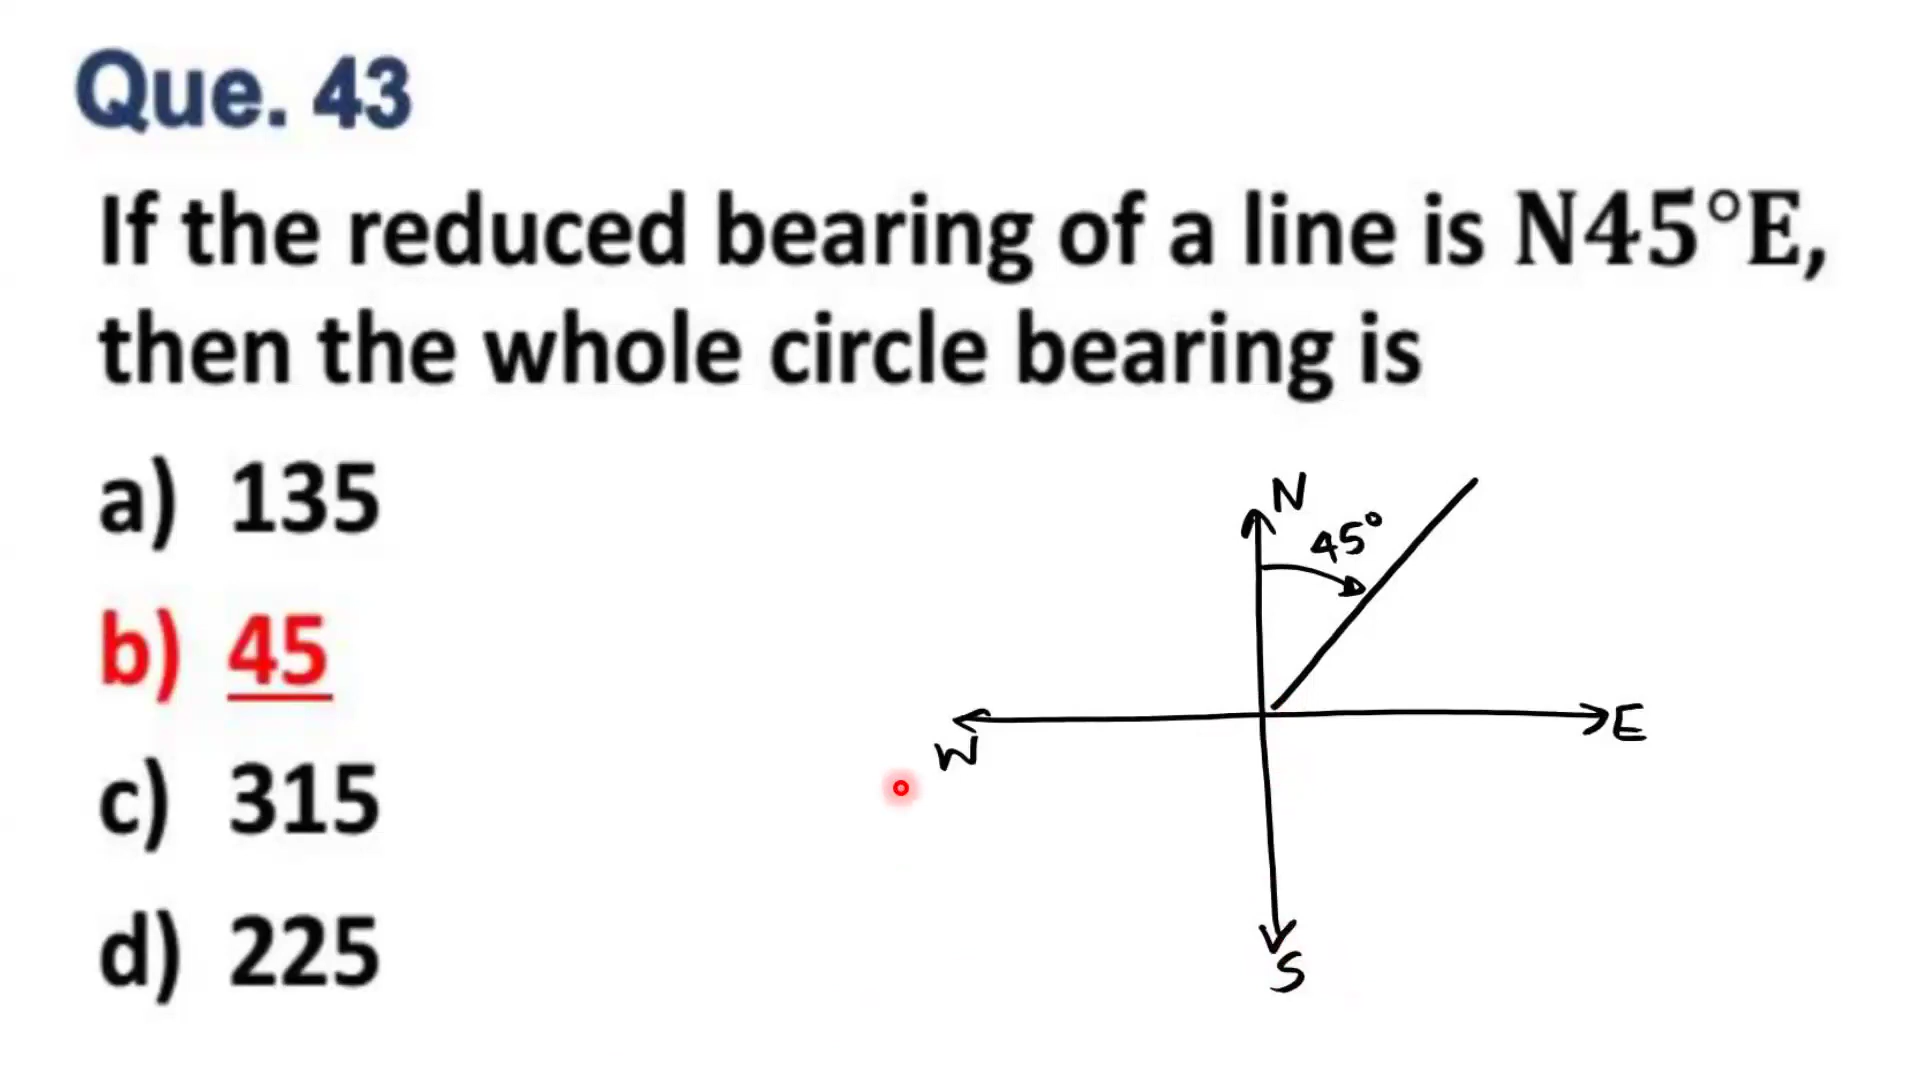 Que. 43
If the reduced bearing of a line is N45°E,
then the whole circle bearing is
a) 135
b) 45
c) 315
d) 225
N
45°
W
E
S